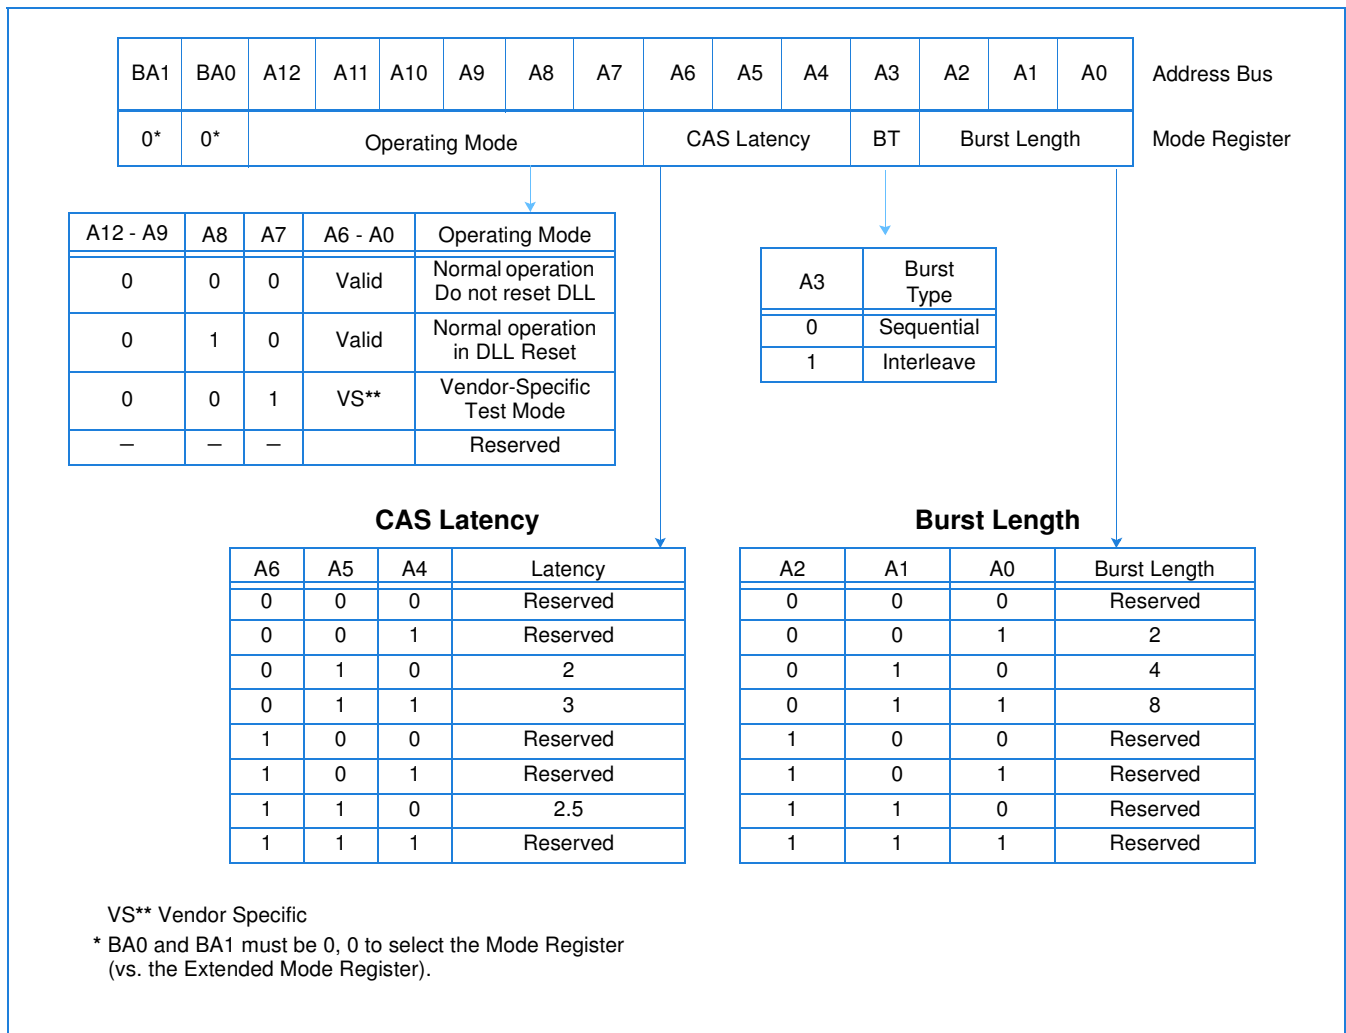 BA1 BA0 A12 A11 A10 A9 A8 A7 A6 A5 A4 A3 A2 A1 A0 Address Bus
0* 0* Operating Mode CAS Latency BT Burst Length Mode Register
A12 - A9 A8 A7 A6 - A0 Operating Mode
0 0 0 Valid Normal operation
Do not reset DLL
0 1 0 Valid Normal operation
in DLL Reset
0 0 1 VS** Vendor-Specific
Test Mode
– – – Reserved
A3 Burst
Type
0 Sequential
1 Interleave
CAS Latency
A6 A5 A4 Latency
0 0 0 Reserved
0 0 1 Reserved
0 1 0 2
0 1 1 3
1 0 0 Reserved
1 0 1 Reserved
1 1 0 2.5
1 1 1 Reserved
Burst Length
A2 A1 A0 Burst Length
0 0 0 Reserved
0 0 1 2
0 1 0 4
0 1 1 8
1 0 0 Reserved
1 0 1 Reserved
1 1 0 Reserved
1 1 1 Reserved
VS** Vendor Specific
* BA0 and BA1 must be 0, 0 to select the Mode Register
(vs. the Extended Mode Register).